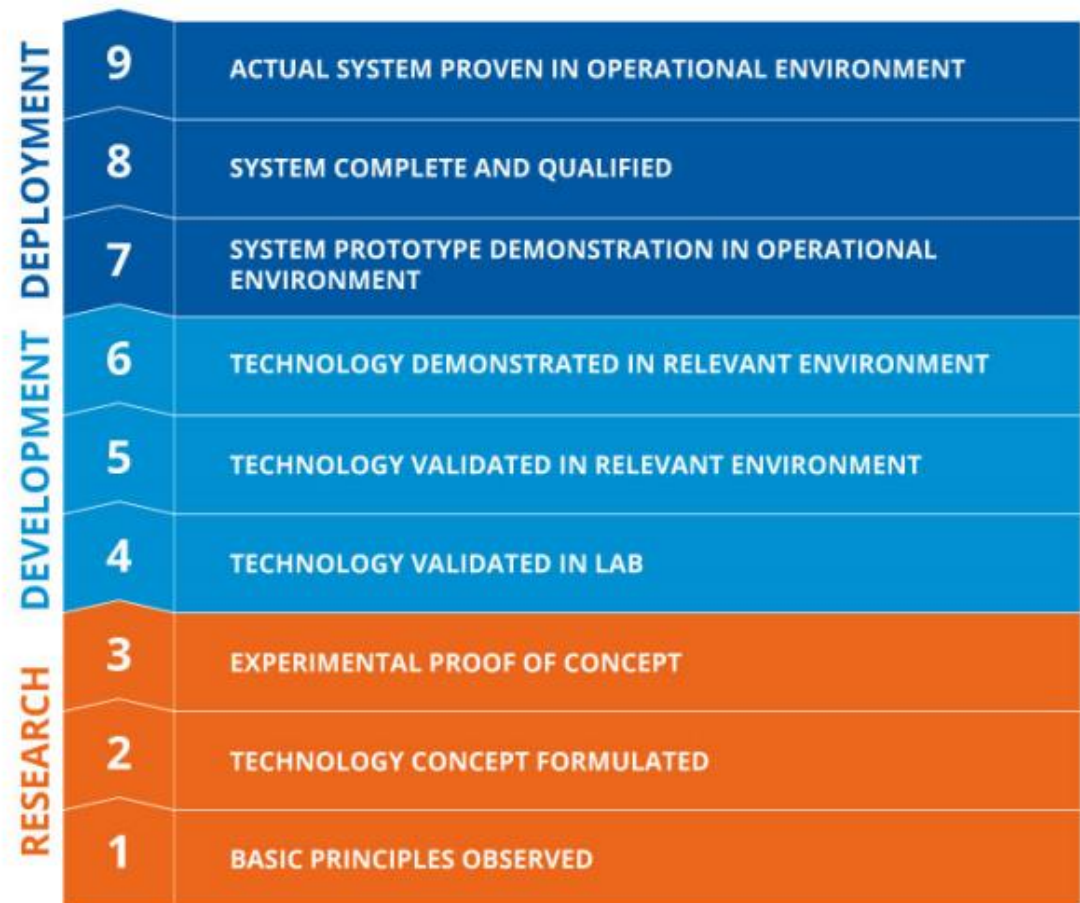 DEPLOYMENT
9
ACTUAL SYSTEM PROVEN IN OPERATIONAL ENVIRONMENT
8
SYSTEM COMPLETE AND QUALIFIED
7
SYSTEM PROTOTYPE DEMONSTRATION IN OPERATIONAL
ENVIRONMENT
DEVELOPMENT
6
TECHNOLOGY DEMONSTRATED IN RELEVANT ENVIRONMENT
5
TECHNOLOGY VALIDATED IN RELEVANT ENVIRONMENT
4
TECHNOLOGY VALIDATED IN LAB
RESEARCH
3
EXPERIMENTAL PROOF OF CONCEPT
2
TECHNOLOGY CONCEPT FORMULATED
1
BASIC PRINCIPLES OBSERVED